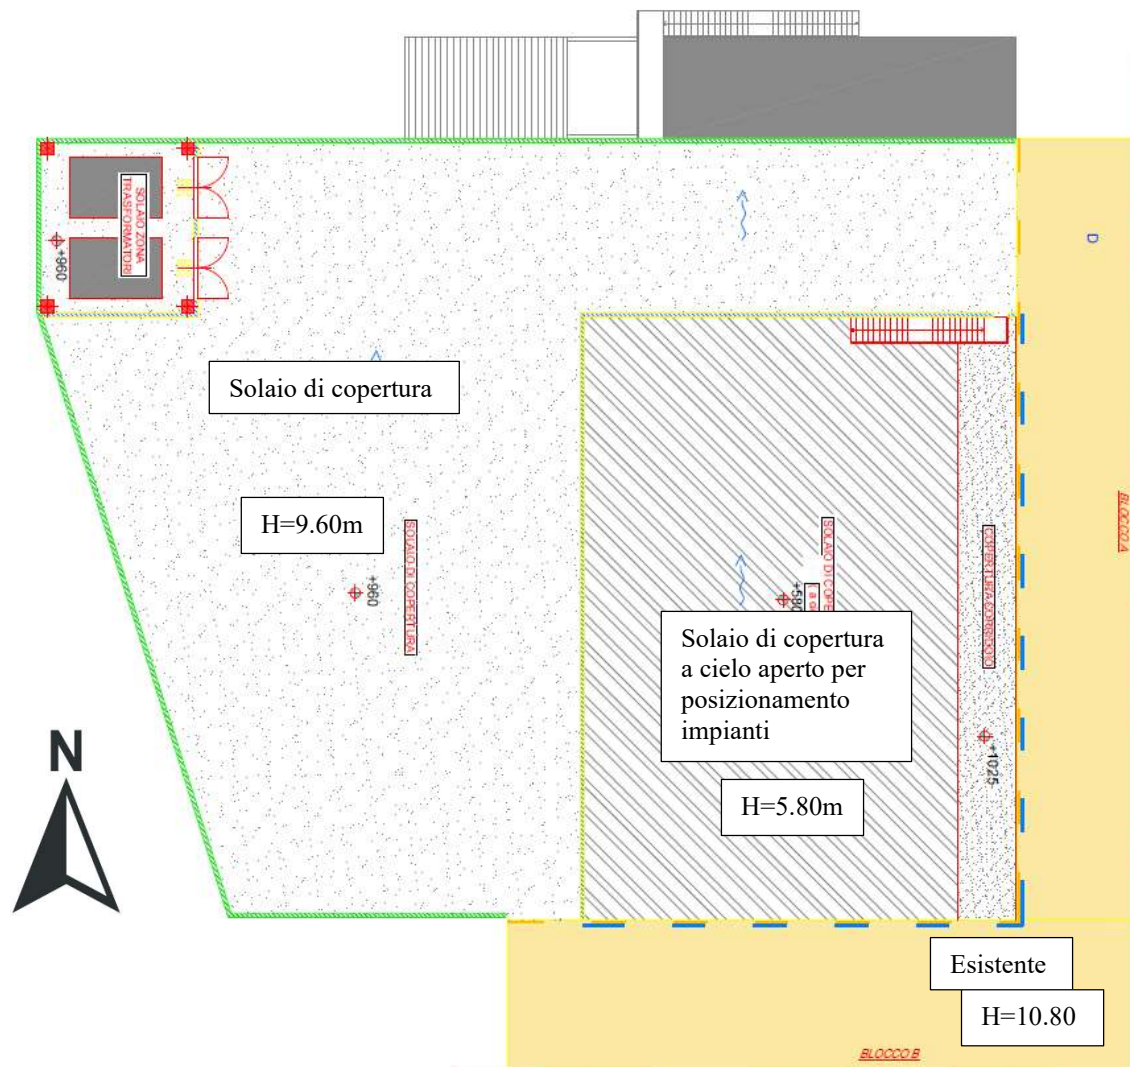 D
SOLAIO ZONA
TRASFORMATORI
+960
Solaio di copertura
H=9.60m
SOLAIO DI COPERTURA
+960
BLOCCO A
COPERTURA CORRIDOIO
SOLAIO DI COPE
+580
Solaio di copertura
a cielo aperto per
posizionamento
impianti
N
+1025
H=5.80m
Esistente
H=10.80
BLOCCO B